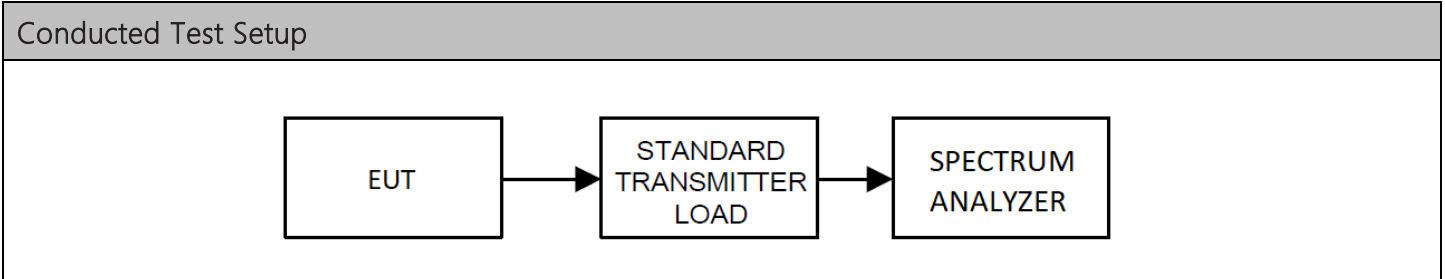 Conducted Test Setup
EUT
STANDARD
TRANSMITTER
LOAD
SPECTRUM
ANALYZER